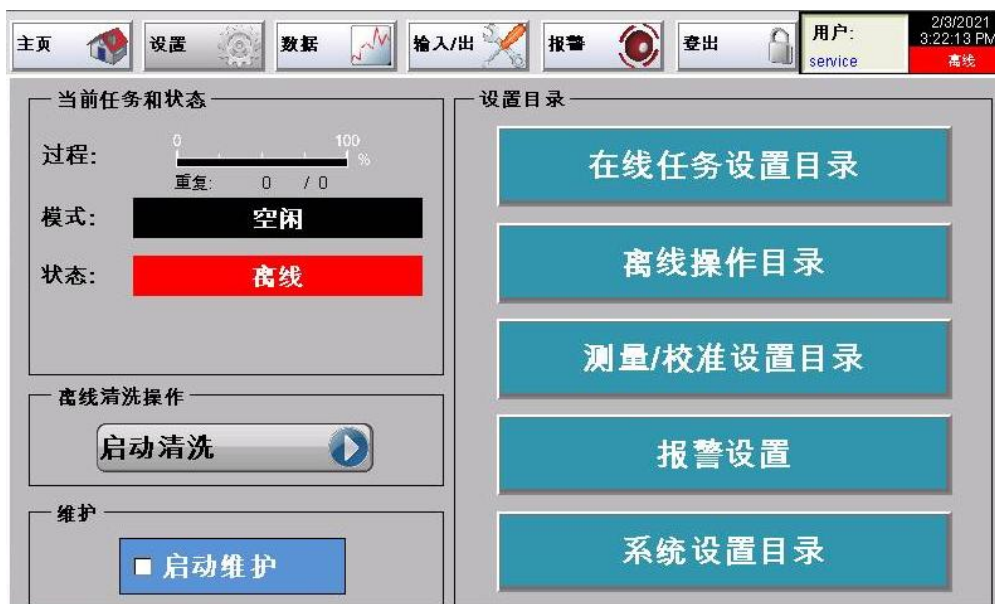 主页 设置 数据 输入/出 报警 登出 用户: 2/3/2021
service 3:22:13 PM
离线
当前任务和状态
过程: 0 100 %
重复: 0 / 0
模式: 空闲
状态: 离线
离线清洗操作
启动清洗
维护
启动维护
设置目录
在线任务设置目录
离线操作目录
测量/校准设置目录
报警设置
系统设置目录